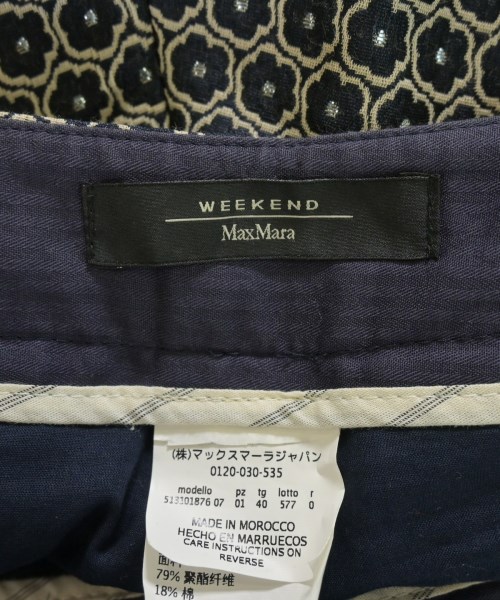 WEEKEND
MaxMara
(株)マックスマーラジャパン
0120-030-535
modello pz tg lotto r
513101876 07 01 40 577 0
MADE IN MOROCCO
HECHO EN MARRUECOS
CARE INSTRUCTIONS ON
REVERSE
79% 聚酯纤维
18% 棉